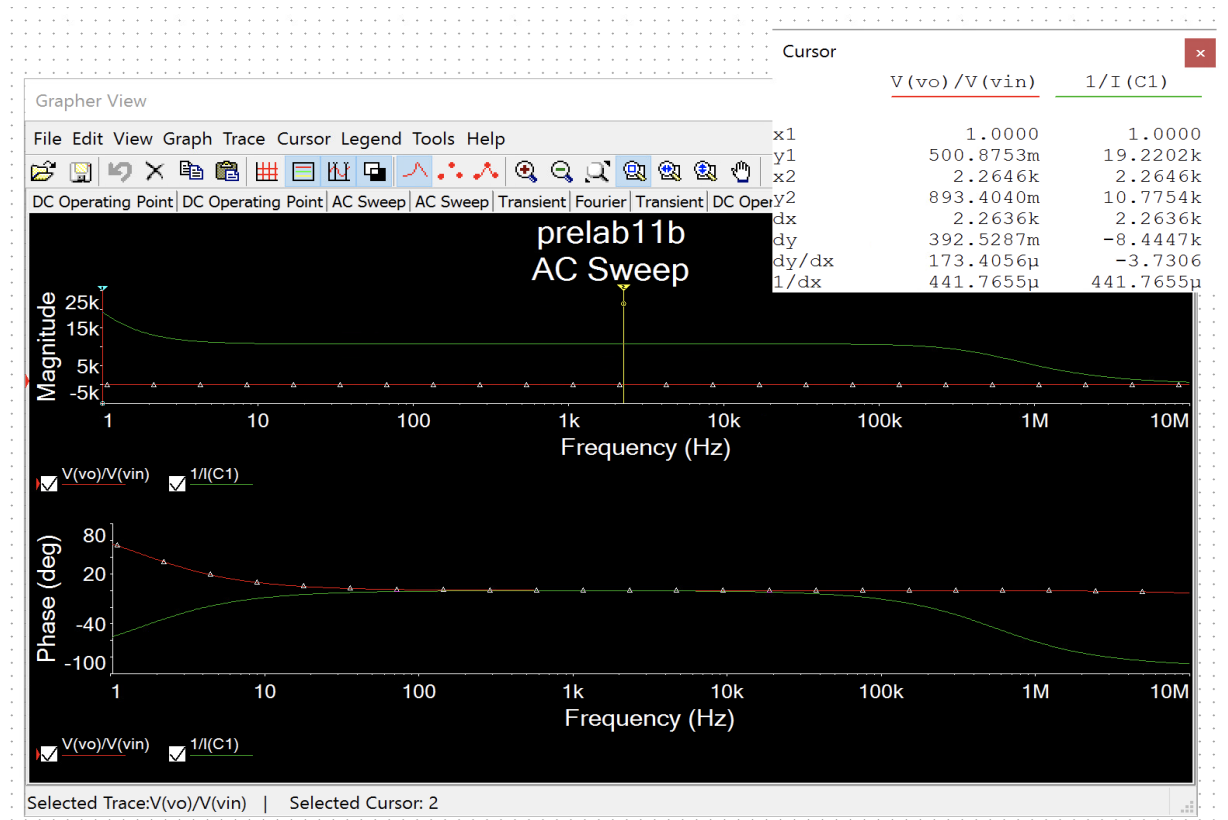 Cursor
V(vo)/V(vin) 1/I(C1)
x1 1.0000 1.0000
y1 500.8753m 19.2202k
x2 2.2646k 2.2646k
y2 893.4040m 10.7754k
dx 2.2636k 2.2636k
dy 392.5287m -8.4447k
dy/dx 173.4056µ -3.7306
1/dx 441.7655µ 441.7655µ
Grapher View
File Edit View Graph Trace Cursor Legend Tools Help
DC Operating Point DC Operating Point AC Sweep AC Sweep Transient Fourier Transient DC Oper
prelab11b
AC Sweep
Magnitude
25k
15k
5k
-5k
1 10 100 1k 10k 100k 1M 10M
Frequency (Hz)
V(vo)/V(vin) 1/I(C1)
Phase (deg)
80
20
-40
-100
1 10 100 1k 10k 100k 1M 10M
Frequency (Hz)
V(vo)/V(vin) 1/I(C1)
Selected Trace:V(vo)/V(vin) | Selected Cursor: 2